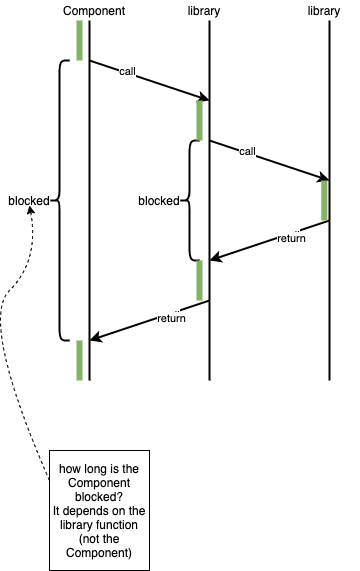 Component
library
library
call
call
blocked
blocked
return
return
how long is the
Component
blocked?
It depends on the
library function
(not the
Component)